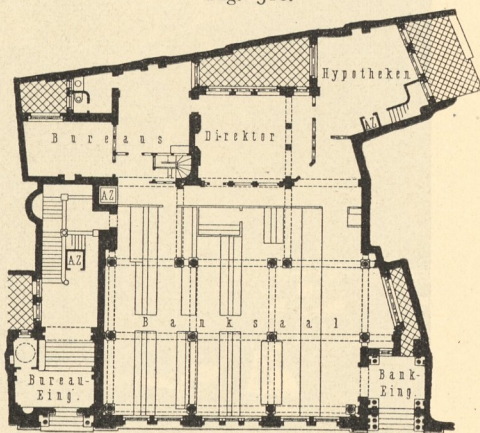 Hypotheken
Bureaus
Direktor
AZ
AZ
AZ
Banksaal
Bureau-
Eing.
Bank-
Eing.